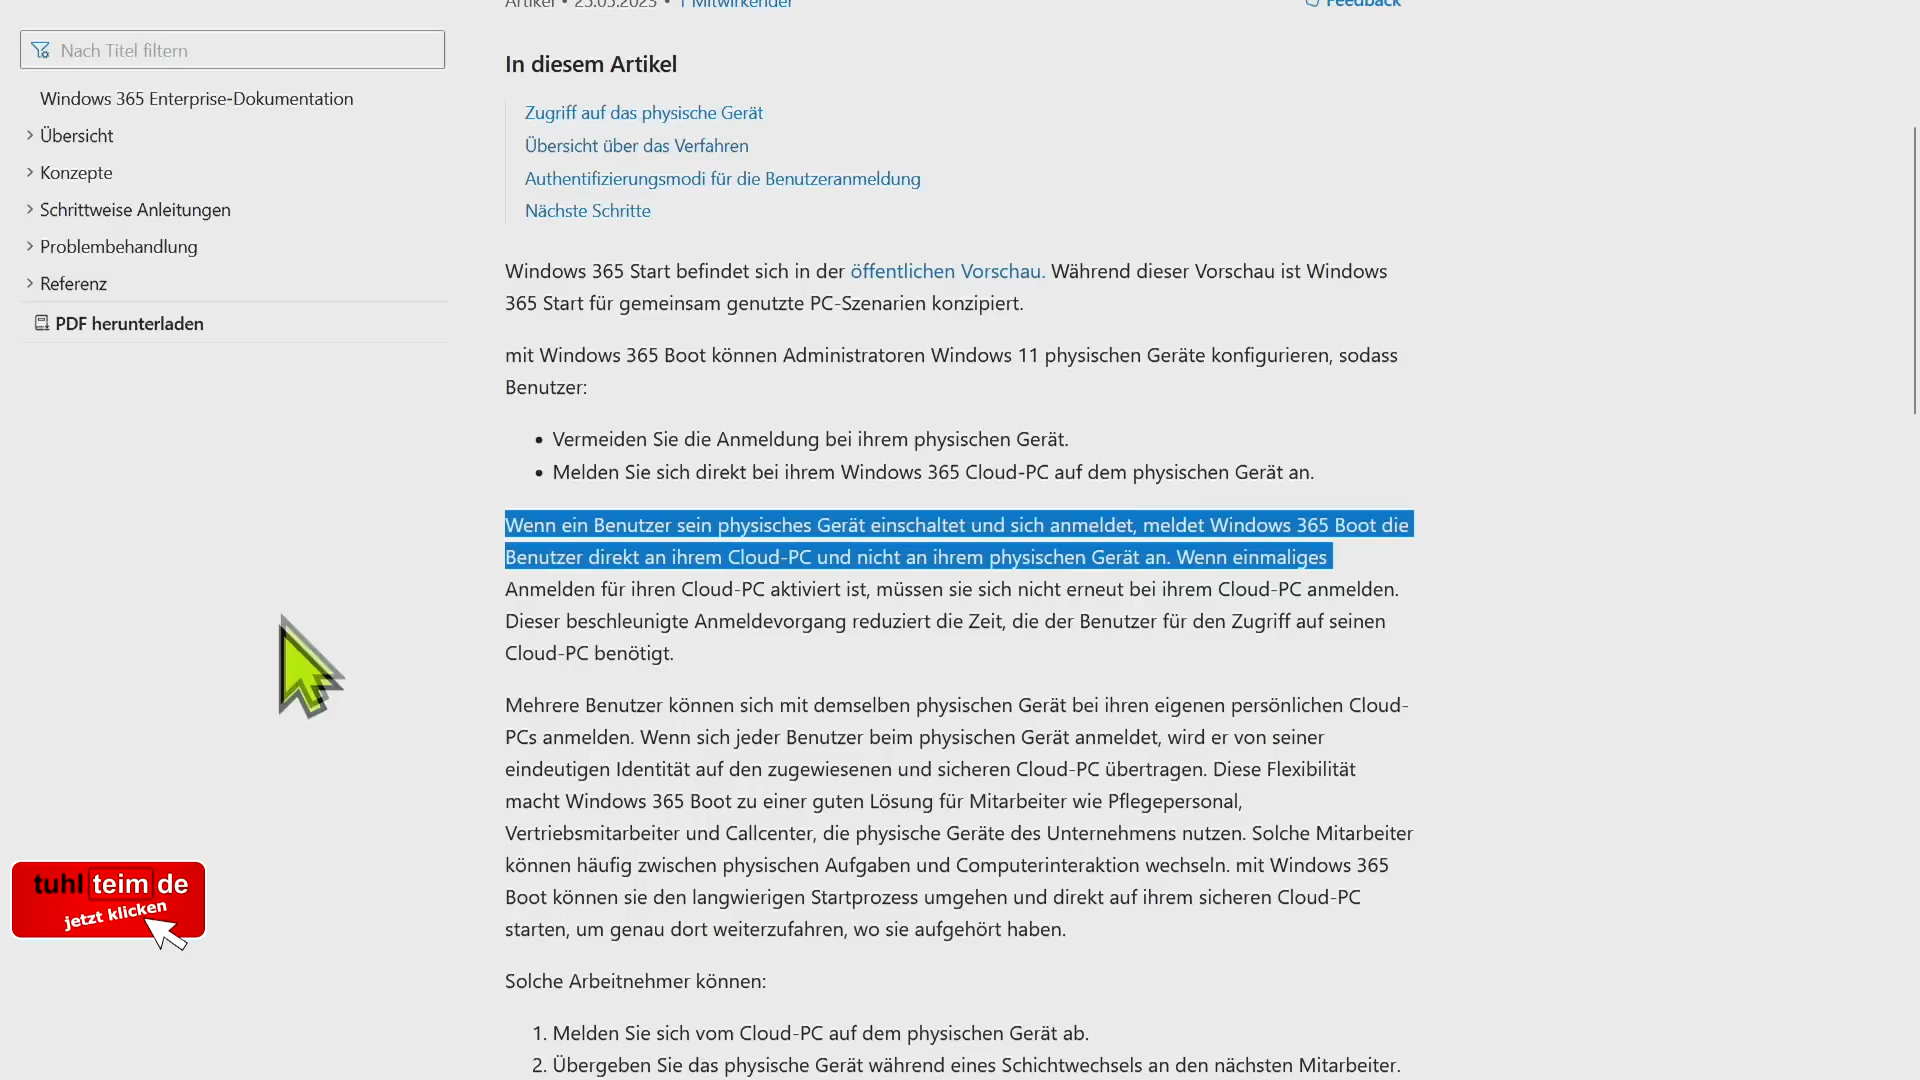 Artikel • 25.05.2023 • 1 Mitwirkender
Feedback
Nach Titel filtern
Windows 365 Enterprise-Dokumentation
Übersicht
Konzepte
Schrittweise Anleitungen
Problembehandlung
Referenz
PDF herunterladen
In diesem Artikel
Zugriff auf das physische Gerät
Übersicht über das Verfahren
Authentifizierungsmodi für die Benutzeranmeldung
Nächste Schritte
Windows 365 Start befindet sich in der öffentlichen Vorschau. Während dieser Vorschau ist Windows
365 Start für gemeinsam genutzte PC-Szenarien konzipiert.
mit Windows 365 Boot können Administratoren Windows 11 physischen Geräte konfigurieren, sodass
Benutzer:
• Vermeiden Sie die Anmeldung bei ihrem physischen Gerät.
• Melden Sie sich direkt bei ihrem Windows 365 Cloud-PC auf dem physischen Gerät an.
Wenn ein Benutzer sein physisches Gerät einschaltet und sich anmeldet, meldet Windows 365 Boot die
Benutzer direkt an ihrem Cloud-PC und nicht an ihrem physischen Gerät an. Wenn einmaliges
Anmelden für ihren Cloud-PC aktiviert ist, müssen sie sich nicht erneut bei ihrem Cloud-PC anmelden.
Dieser beschleunigte Anmeldevorgang reduziert die Zeit, die der Benutzer für den Zugriff auf seinen
Cloud-PC benötigt.
Mehrere Benutzer können sich mit demselben physischen Gerät bei ihren eigenen persönlichen Cloud-
PCs anmelden. Wenn sich jeder Benutzer beim physischen Gerät anmeldet, wird er von seiner
eindeutigen Identität auf den zugewiesenen und sicheren Cloud-PC übertragen. Diese Flexibilität
macht Windows 365 Boot zu einer guten Lösung für Mitarbeiter wie Pflegepersonal,
Vertriebsmitarbeiter und Callcenter, die physische Geräte des Unternehmens nutzen. Solche Mitarbeiter
können häufig zwischen physischen Aufgaben und Computerinteraktion wechseln. mit Windows 365
Boot können sie den langwierigen Startprozess umgehen und direkt auf ihrem sicheren Cloud-PC
starten, um genau dort weiterzufahren, wo sie aufgehört haben.
Solche Arbeitnehmer können:
1. Melden Sie sich vom Cloud-PC auf dem physischen Gerät ab.
2. Übergeben Sie das physische Gerät während eines Schichtwechsels an den nächsten Mitarbeiter.
tuhl teim de
jetzt klicken